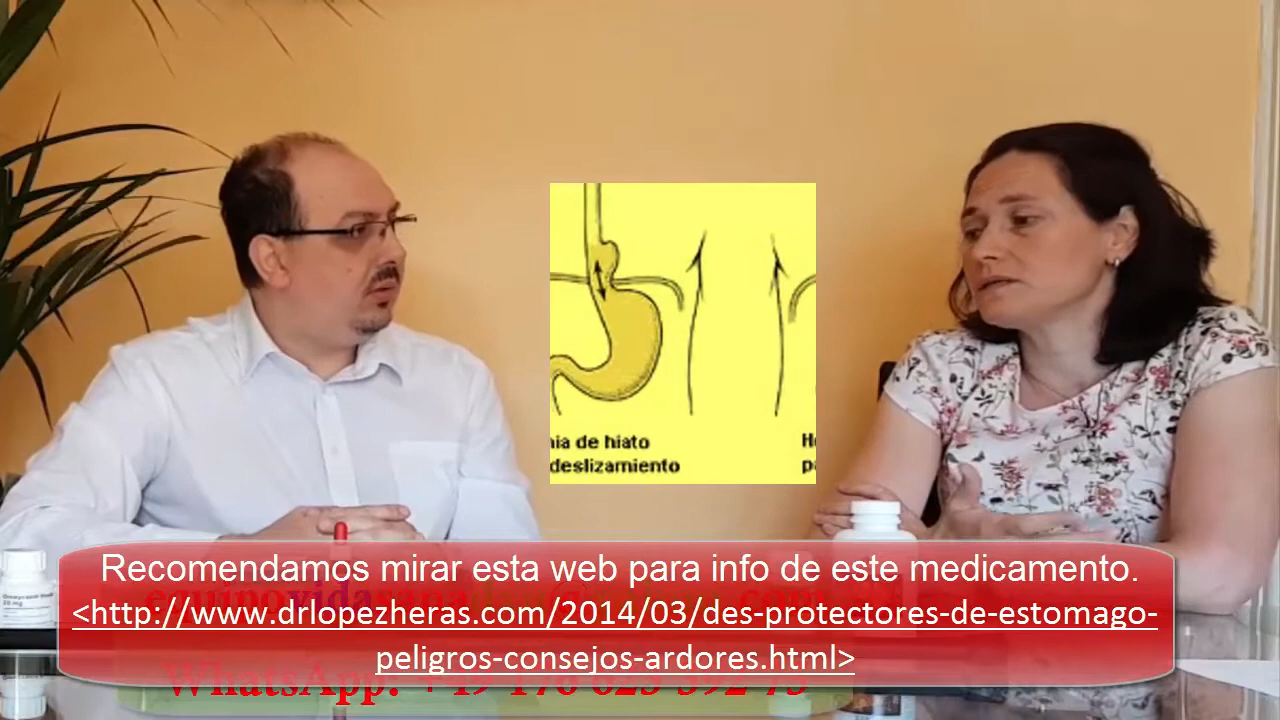 nia de hiato
deslizamiento
Recomendamos mirar esta web para info de este medicamento.
<http://www.drlopezheras.com/2014/03/des-protectores-de-estomago-
peligros-consejos-ardores.html>
WhatsApp: